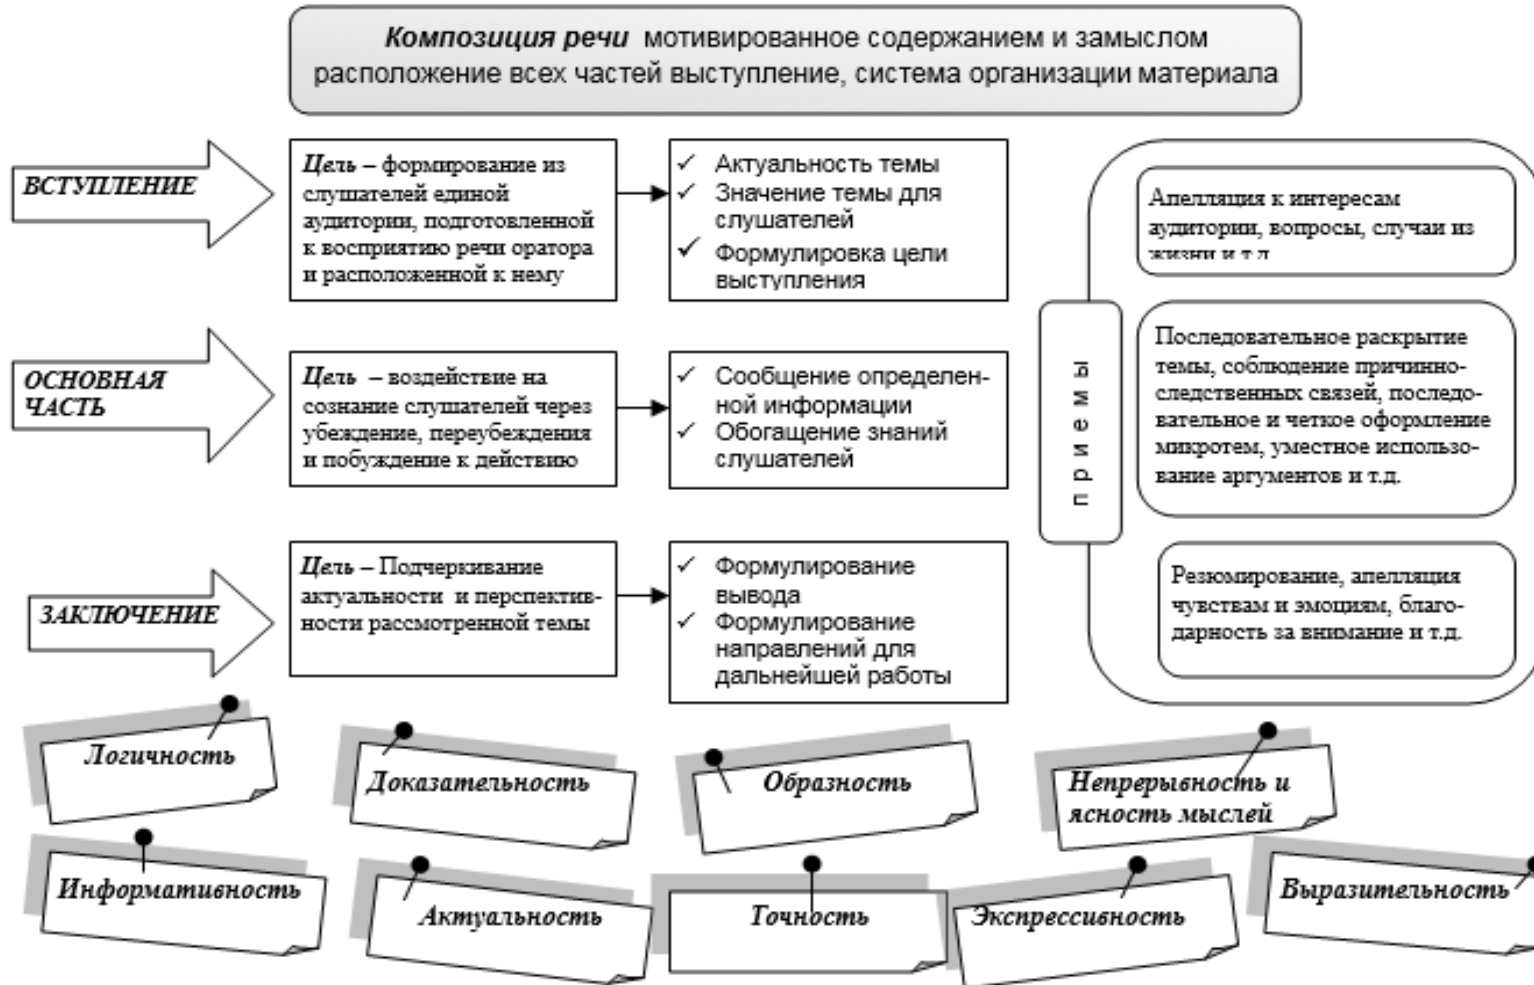 Композиция речи мотивированное содержанием и замыслом
расположение всех частей выступление, система организации материала
ВСТУПЛЕНИЕ
Цель – формирование из
слушателей единой
аудитории, подготовленной
к восприятию речи оратора
и расположенной к нему
✓ Актуальность темы
✓ Значение темы для
слушателей
✓ Формулировка цели
выступления
Апелляция к интересам
аудитории, вопросы, случаи из
жизни и т.д
ОСНОВНАЯ
ЧАСТЬ
Цель – воздействие на
сознание слушателей через
убеждение, переубеждения
и побуждение к действию
✓ Сообщение определен-
ной информации
✓ Обогащение знаний
слушателей
приемы
Последовательное раскрытие
темы, соблюдение причинно-
следственных связей, последо-
вательное и четкое оформление
микротем, уместное использо-
вание аргументов и т.д.
ЗАКЛЮЧЕНИЕ
Цель – Подчеркивание
актуальности и перспектив-
ности рассмотренной темы
✓ Формулирование
вывода
✓ Формулирование
направлений для
дальнейшей работы
Резюмирование, апелляция
чувствам и эмоциям, благо-
дарность за внимание и т.д.
Логичность
Доказательность
Образность
Непрерывность и
ясность мыслей
Информативность
Актуальность
Точность
Экспрессивность
Выразительность